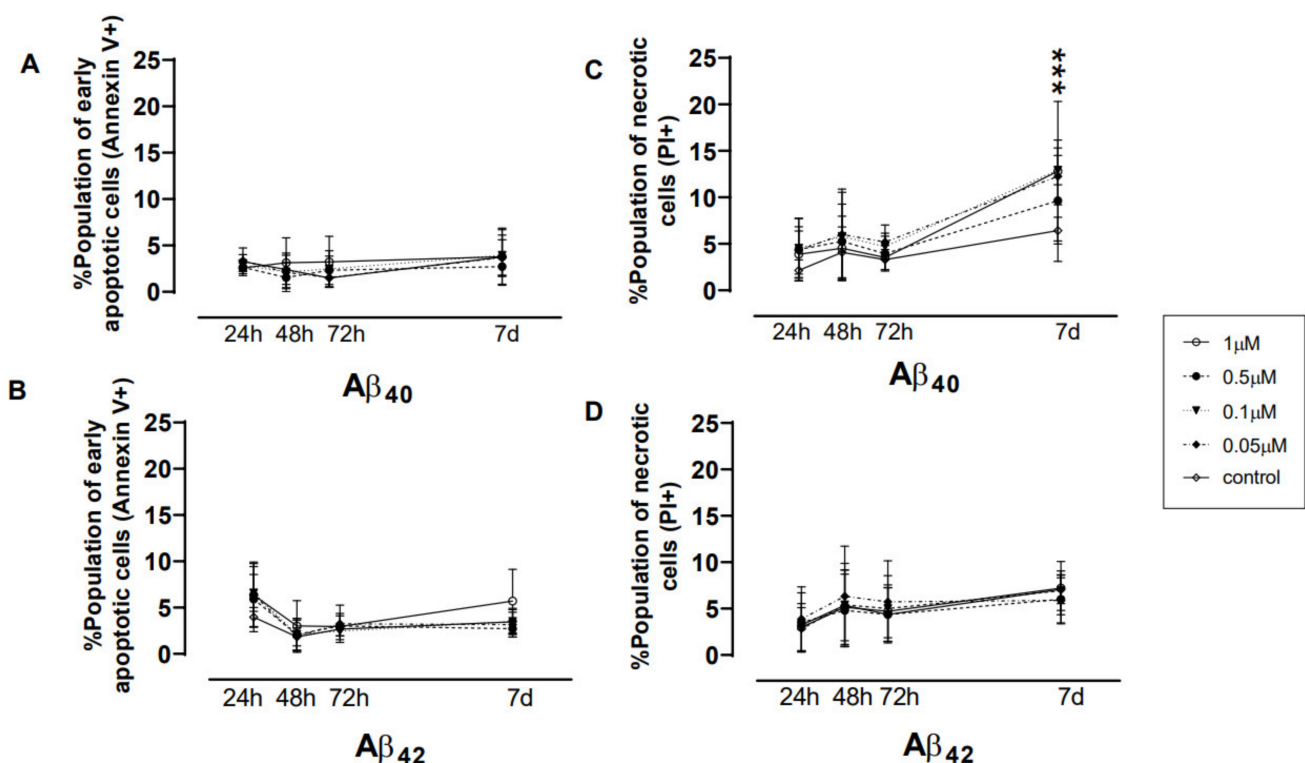 A
%Population of early
apoptotic cells (Annexin V+)
25
20
15
10
5
0
24h 48h 72h 7d
Aβ40
C
%Population of necrotic
cells (PI+)
25
20
15
10
5
0
***
24h 48h 72h 7d
Aβ40
B
%Population of early
apoptotic cells (Annexin V+)
25
20
15
10
5
0
24h 48h 72h 7d
Aβ42
D
%Population of necrotic
cells (PI+)
25
20
15
10
5
0
24h 48h 72h 7d
Aβ42
1μM
0.5μM
0.1μM
0.05μM
control